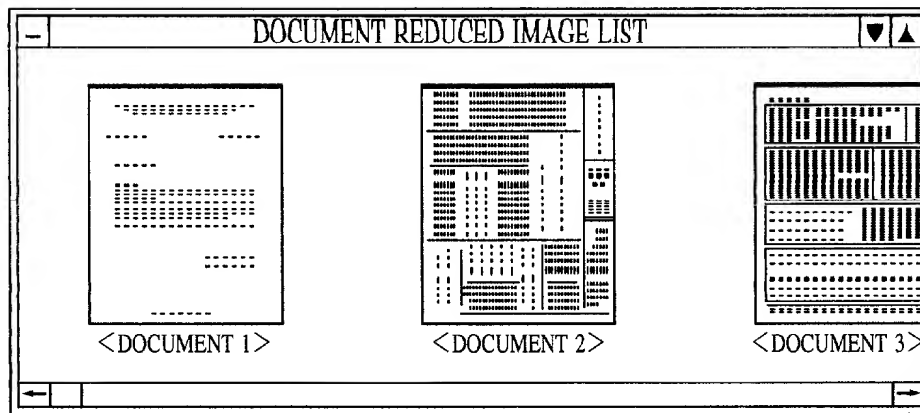 DOCUMENT REDUCED IMAGE LIST
<DOCUMENT 1>
<DOCUMENT 2>
<DOCUMENT 3>